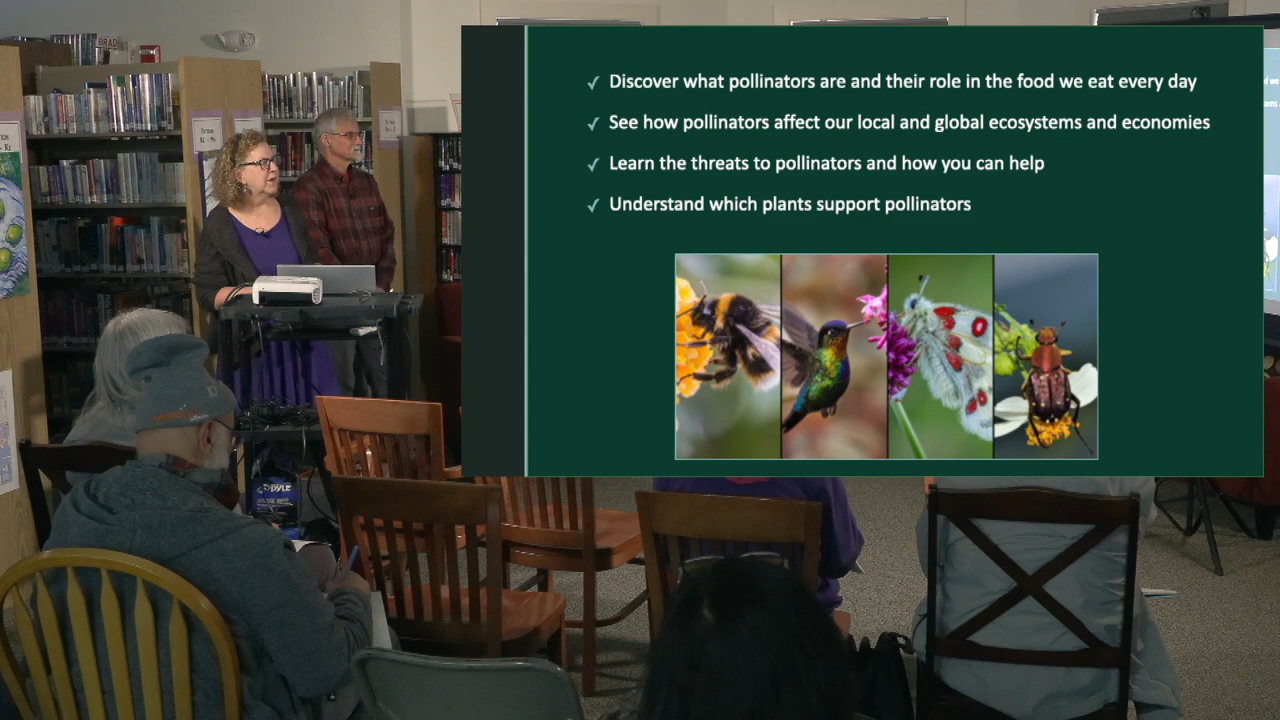 BRAD
Fiction
✓ Discover what pollinators are and their role in the food we eat every day
✓ See how pollinators affect our local and global ecosystems and economies
✓ Learn the threats to pollinators and how you can help
✓ Understand which plants support pollinators
PYLE